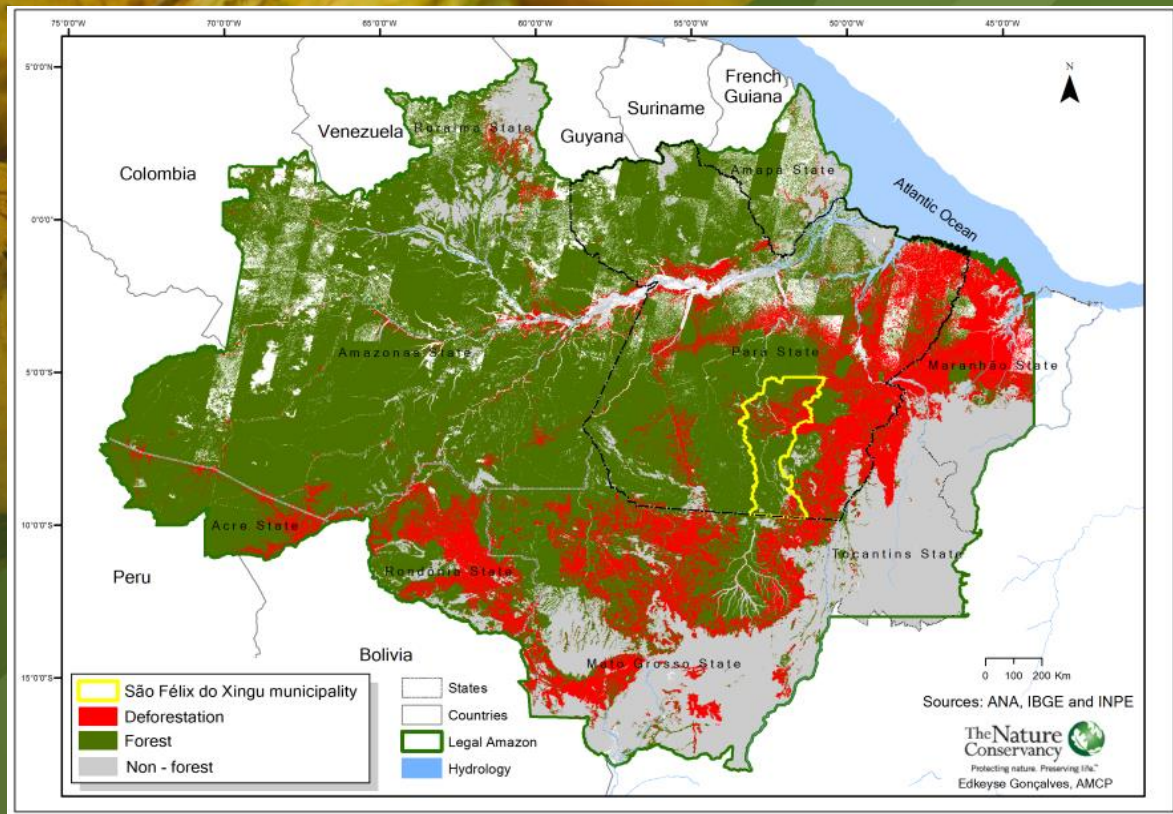 75°0'0"W
70°0'0"W
65°0'0"W
60°0'0"W
55°0'0"W
50°0'0"W
45°0'0"W
5°0'0"N
0°0'0"
5°0'0"S
10°0'0"S
15°0'0"S
N
French
Guiana
Suriname
Venezuela
Roraima State
Guyana
Colombia
Amapa State
Atlantic Ocean
Amazonas State
Para State
Maranhão State
Acre State
Tocantins State
Peru
Rondônia State
Bolivia
Mato Grosso State
São Félix do Xingu municipality
Deforestation
Forest
Non - forest
States
Countries
Legal Amazon
Hydrology
0 100 200 Km
Sources: ANA, IBGE and INPE
The Nature
Conservancy
Protecting nature. Preserving life.™
Edkeyse Gonçalves, AMCP